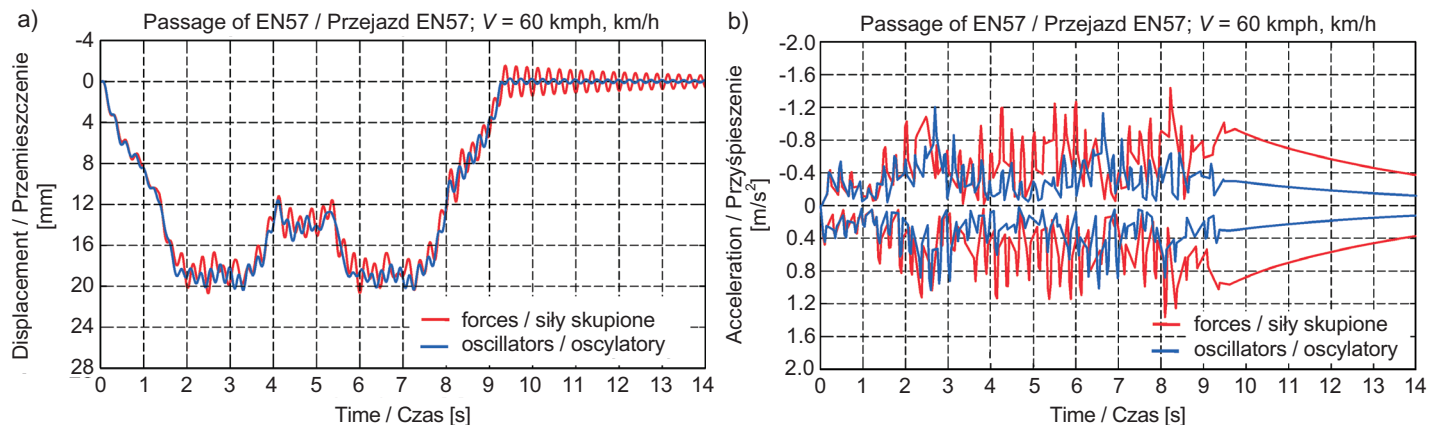 a)
Passage of EN57 / Przejazd EN57; V = 60 kmph, km/h
Displacement / Przemieszczenie
[mm]
-4
0
4
8
12
16
20
24
28
0 1 2 3 4 5 6 7 8 9 10 11 12 13 14
Time / Czas [s]
forces / siły skupione
oscillators / oscylatory
b)
Passage of EN57 / Przejazd EN57; V = 60 kmph, km/h
Acceleration / Przyśpieszenie
[m/s²]
-2.0
-1.6
-1.2
-0.8
-0.4
0
0.4
0.8
1.2
1.6
2.0
0 1 2 3 4 5 6 7 8 9 10 11 12 13 14
Time / Czas [s]
forces / siły skupione
oscillators / oscylatory